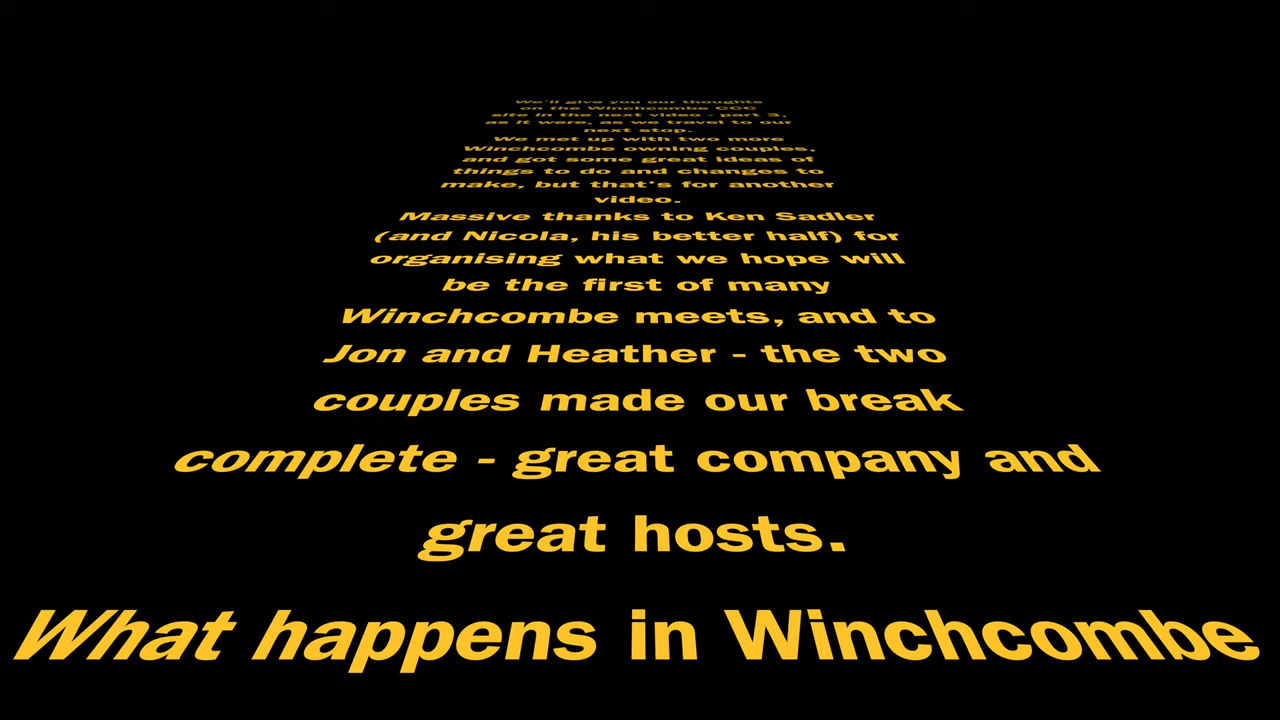 We'll give you our thoughts
on the Winchcombe CCC
site in the next video - part 3,
as it were, as we travel to our
next stop.
We met up with two more
Winchcombe owning couples,
and got some great ideas of
things to do and changes to
make, but that's for another
video.
Massive thanks to Ken Sadler
(and Nicola, his better half) for
organising what we hope will
be the first of many
Winchcombe meets, and to
Jon and Heather - the two
couples made our break
complete - great company and
great hosts.
What happens in Winchcombe